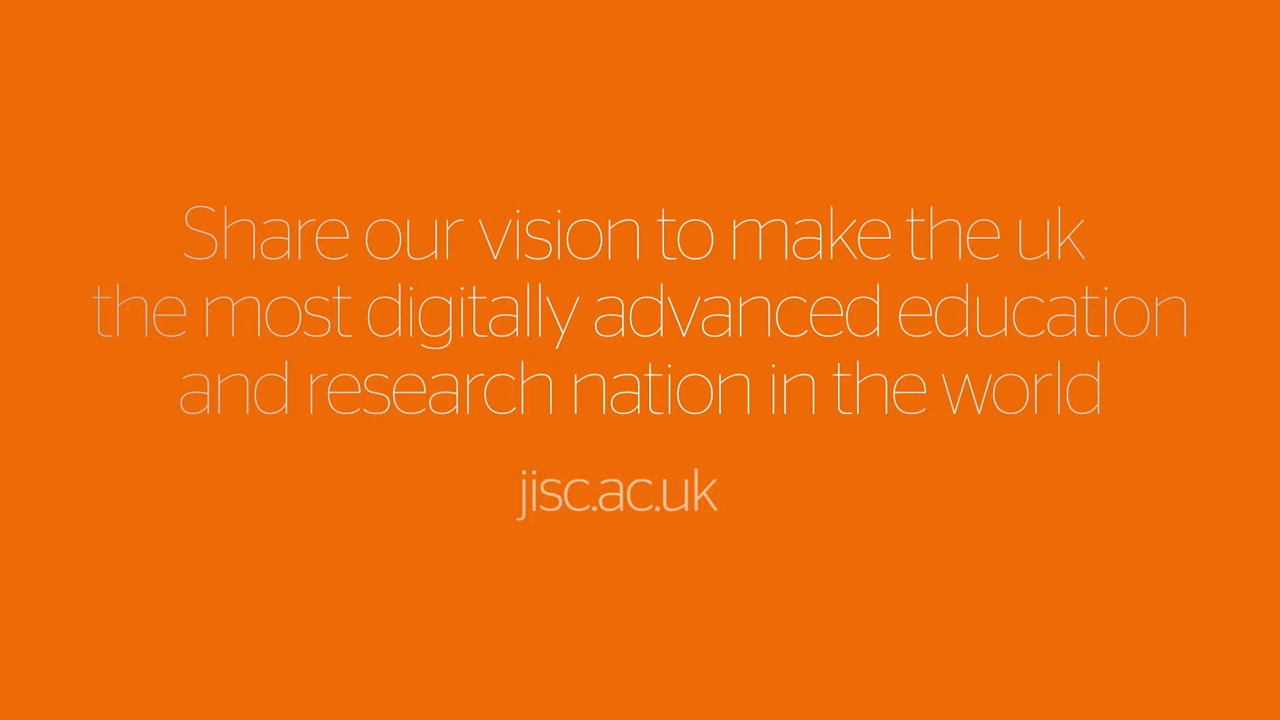 Share our vision to make the uk
the most digitally advanced education
and research nation in the world
jisc.ac.uk